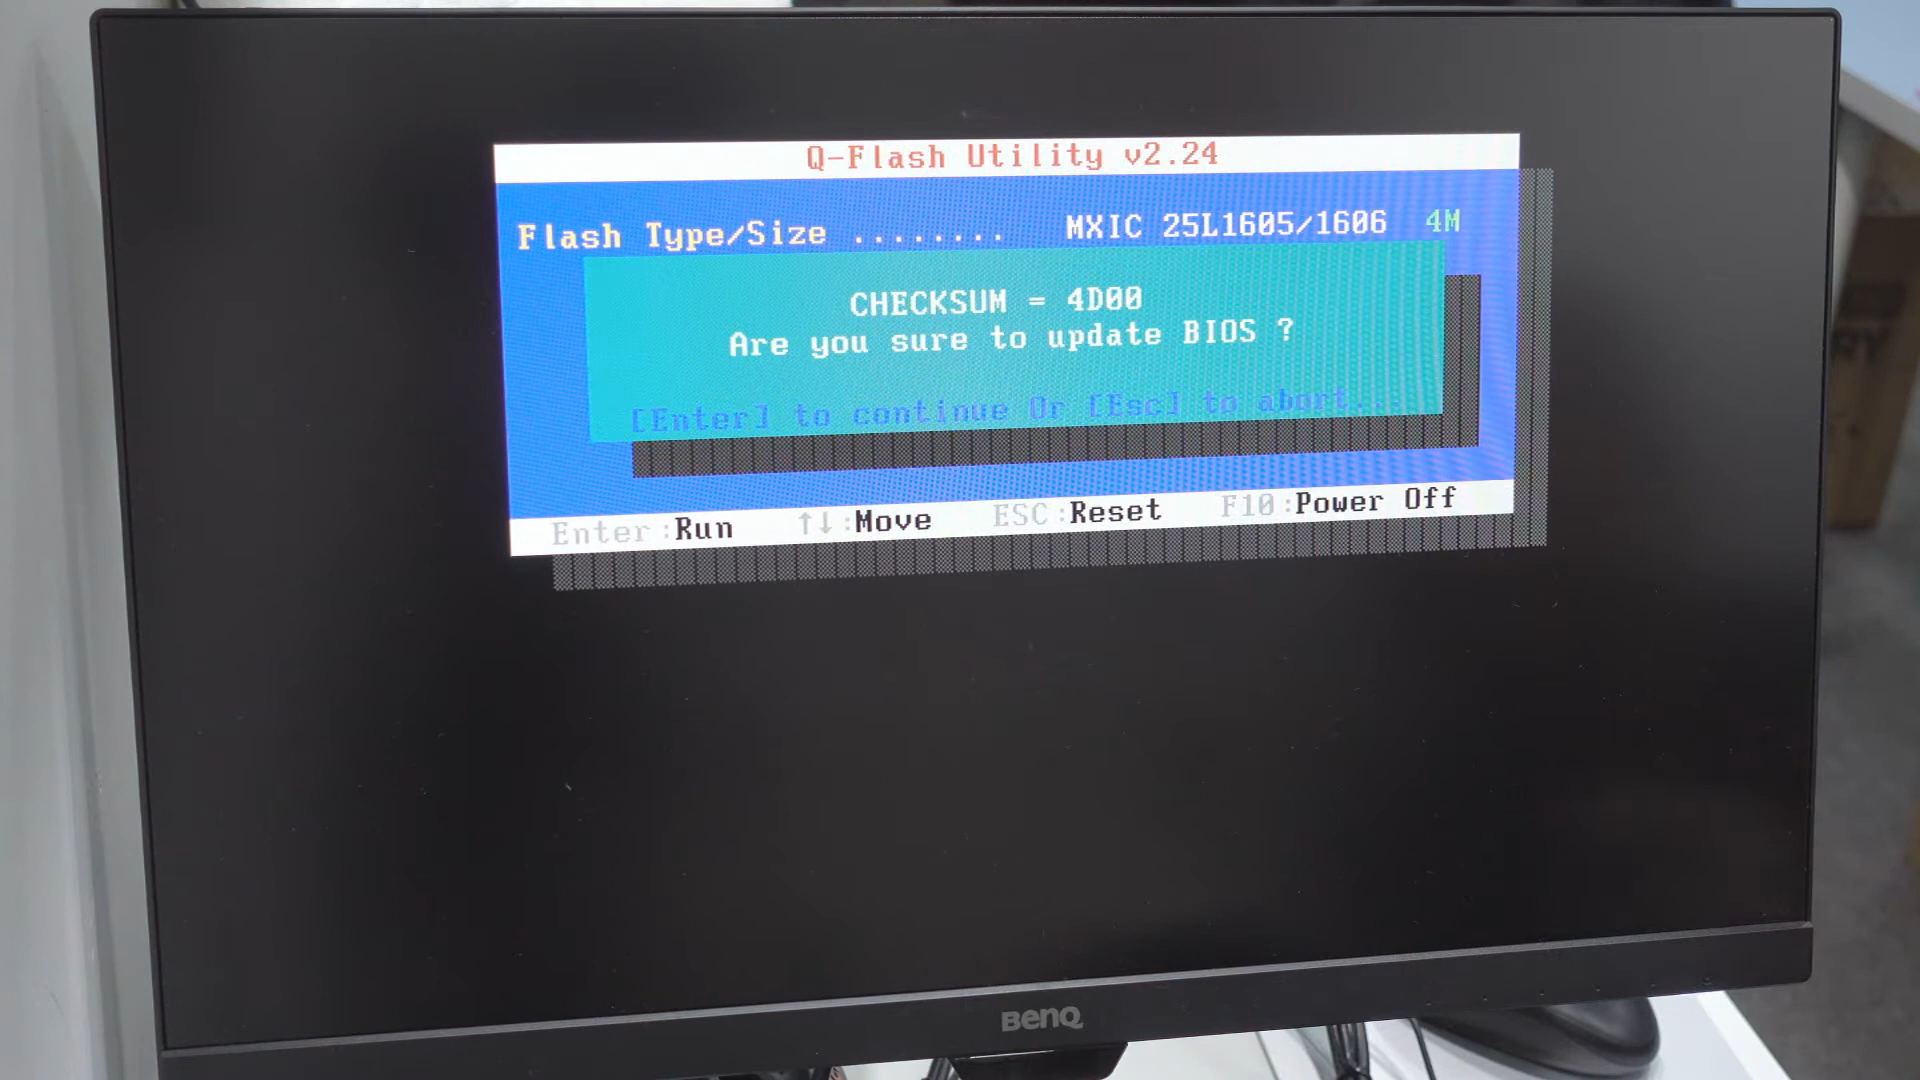 Q-Flash Utility v2.24
Flash Type/Size ........ MXIC 25L1605/1606 4M
CHECKSUM = 4D00
Are you sure to update BIOS ?
[Enter] to continue Or [Esc] to abort...
Enter :Run ↑↓:Move ESC :Reset F10 :Power Off
BenQ